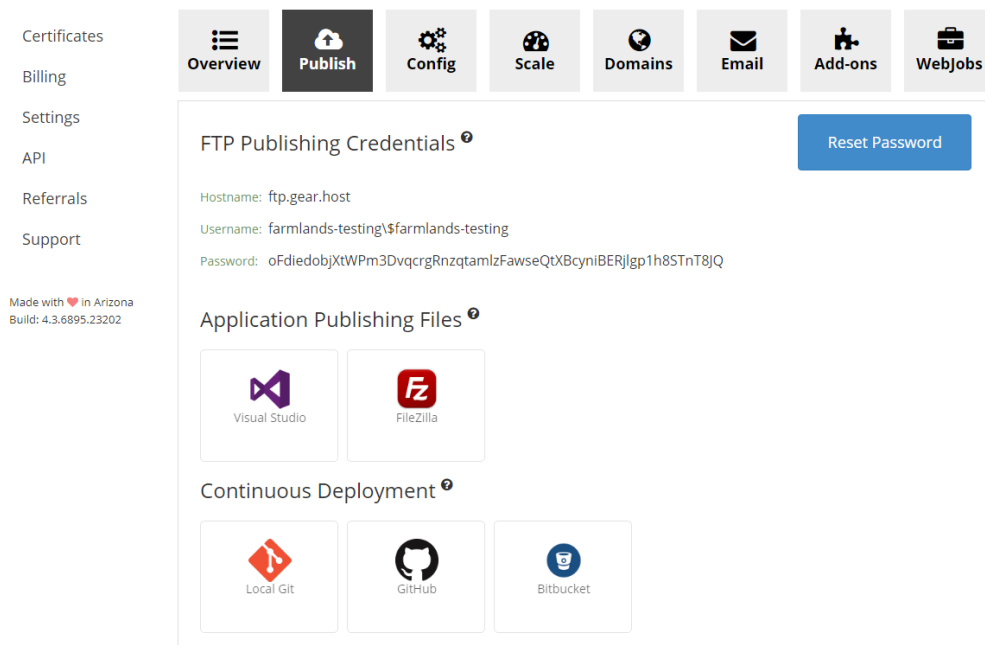 Certificates
Billing
Settings
API
Referrals
Support
Made with in Arizona
Build: 4.3.6895.23202
Overview
Publish
Config
Scale
Domains
Email
Add-ons
WebJobs
FTP Publishing Credentials
Reset Password
Hostname: ftp.gear.host
Username: farmlands-testing\$farmlands-testing
Password: oFdiedobjXtWPm3DvqcrgRnzqtamlzFawseQtXBcyniBERjlgp1h8STnT8JQ
Application Publishing Files
Visual Studio
FileZilla
Continuous Deployment
Local Git
GitHub
Bitbucket